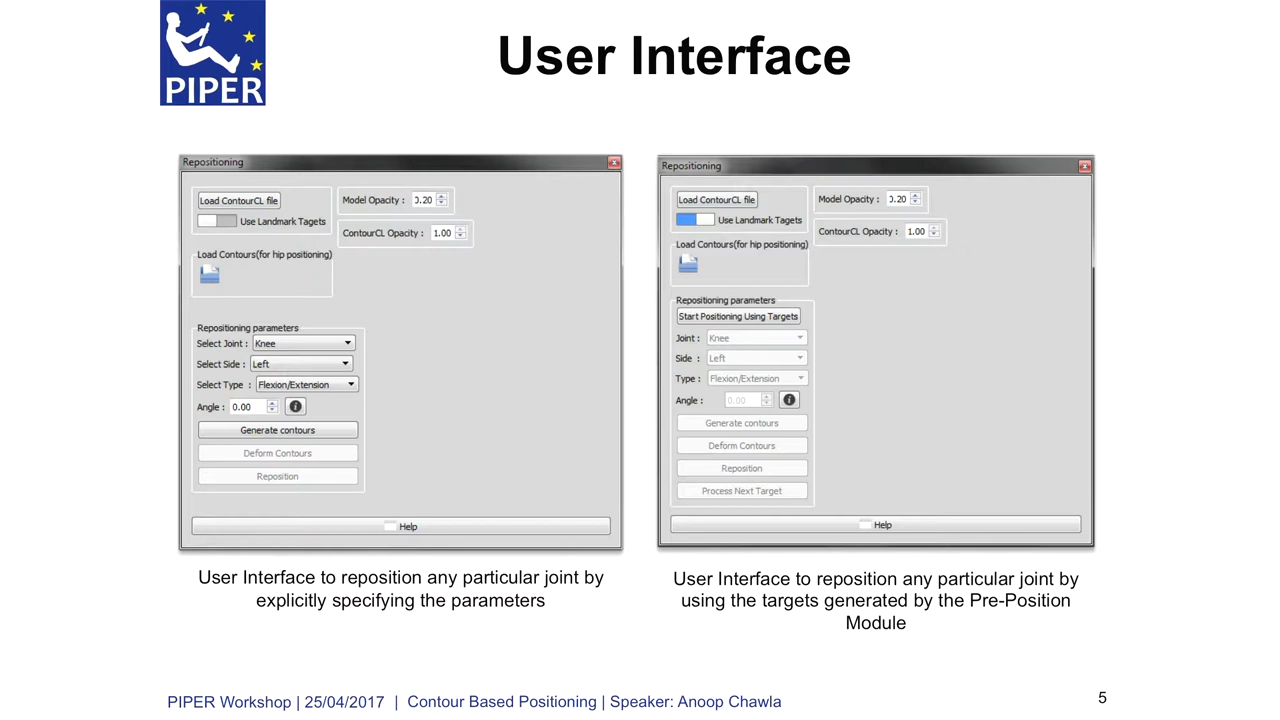 PIPER
User Interface
Repositioning
Load ContourCL file
Use Landmark Tagets
Model Opacity : 0.20
ContourCL Opacity : 1.00
Load Contours(for hip positioning)
Repositioning parameters
Select Joint : Knee
Select Side : Left
Select Type : Flexion/Extension
Angle : 0.00
Generate contours
Deform Contours
Reposition
Help
User Interface to reposition any particular joint by
explicitly specifying the parameters
Repositioning
Load ContourCL file
Use Landmark Tagets
Model Opacity : 0.20
ContourCL Opacity : 1.00
Load Contours(for hip positioning)
Repositioning parameters
Start Positioning Using Targets
Joint : Knee
Side : Left
Type : Flexion/Extension
Angle : 0.00
Generate contours
Deform Contours
Reposition
Process Next Target
Help
User Interface to reposition any particular joint by
using the targets generated by the Pre-Position
Module
PIPER Workshop | 25/04/2017 | Contour Based Positioning | Speaker: Anoop Chawla
5